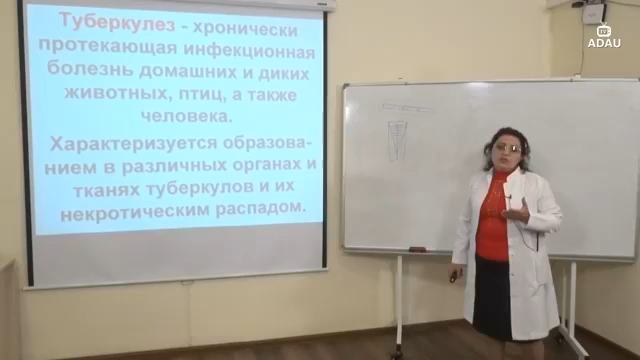 Туберкулез - хронически
протекающая инфекционная
болезнь домашних и диких
животных, птиц, а также
человека.
Характеризуется образова-
нием в различных органах и
тканях туберкулов и их
некротическим распадом.
TV
ADAU